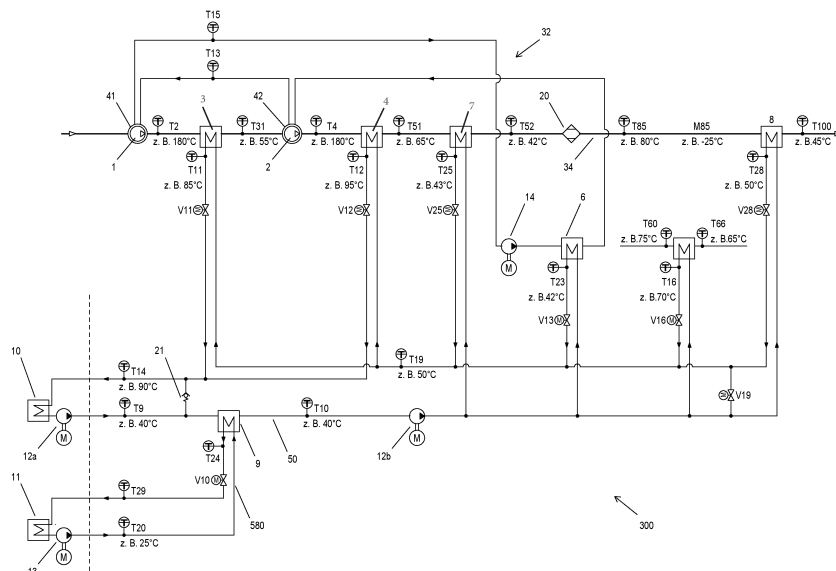 T15
32
T13
41
3
42
4
7
20
8
T2
T31
T4
T51
T52
T85
M85
T100
z. B. 180°C
z. B. 55°C
z. B. 180°C
z. B. 65°C
z. B. 42°C
z. B. 80°C
z. B. -25°C
z. B.45°C
1
T11
2
T12
T25
34
T28
z. B. 85°C
z. B. 95°C
z. B.43°C
z. B. 50°C
14
6
V11 M
V12 M
V25 M
V28 M
T60
T66
z. B.75°C
z. B.65°C
M
T23
T16
z. B.42°C
z. B.70°C
V13 M
V16 M
10
T14
21
T19
z. B. 90°C
z. B. 50°C
T9
T10
M V19
z. B. 40°C
z. B. 40°C
12a
M
T24
9
50
12b
M
11
T29
V10 M
T20
580
300
z. B. 25°C
M